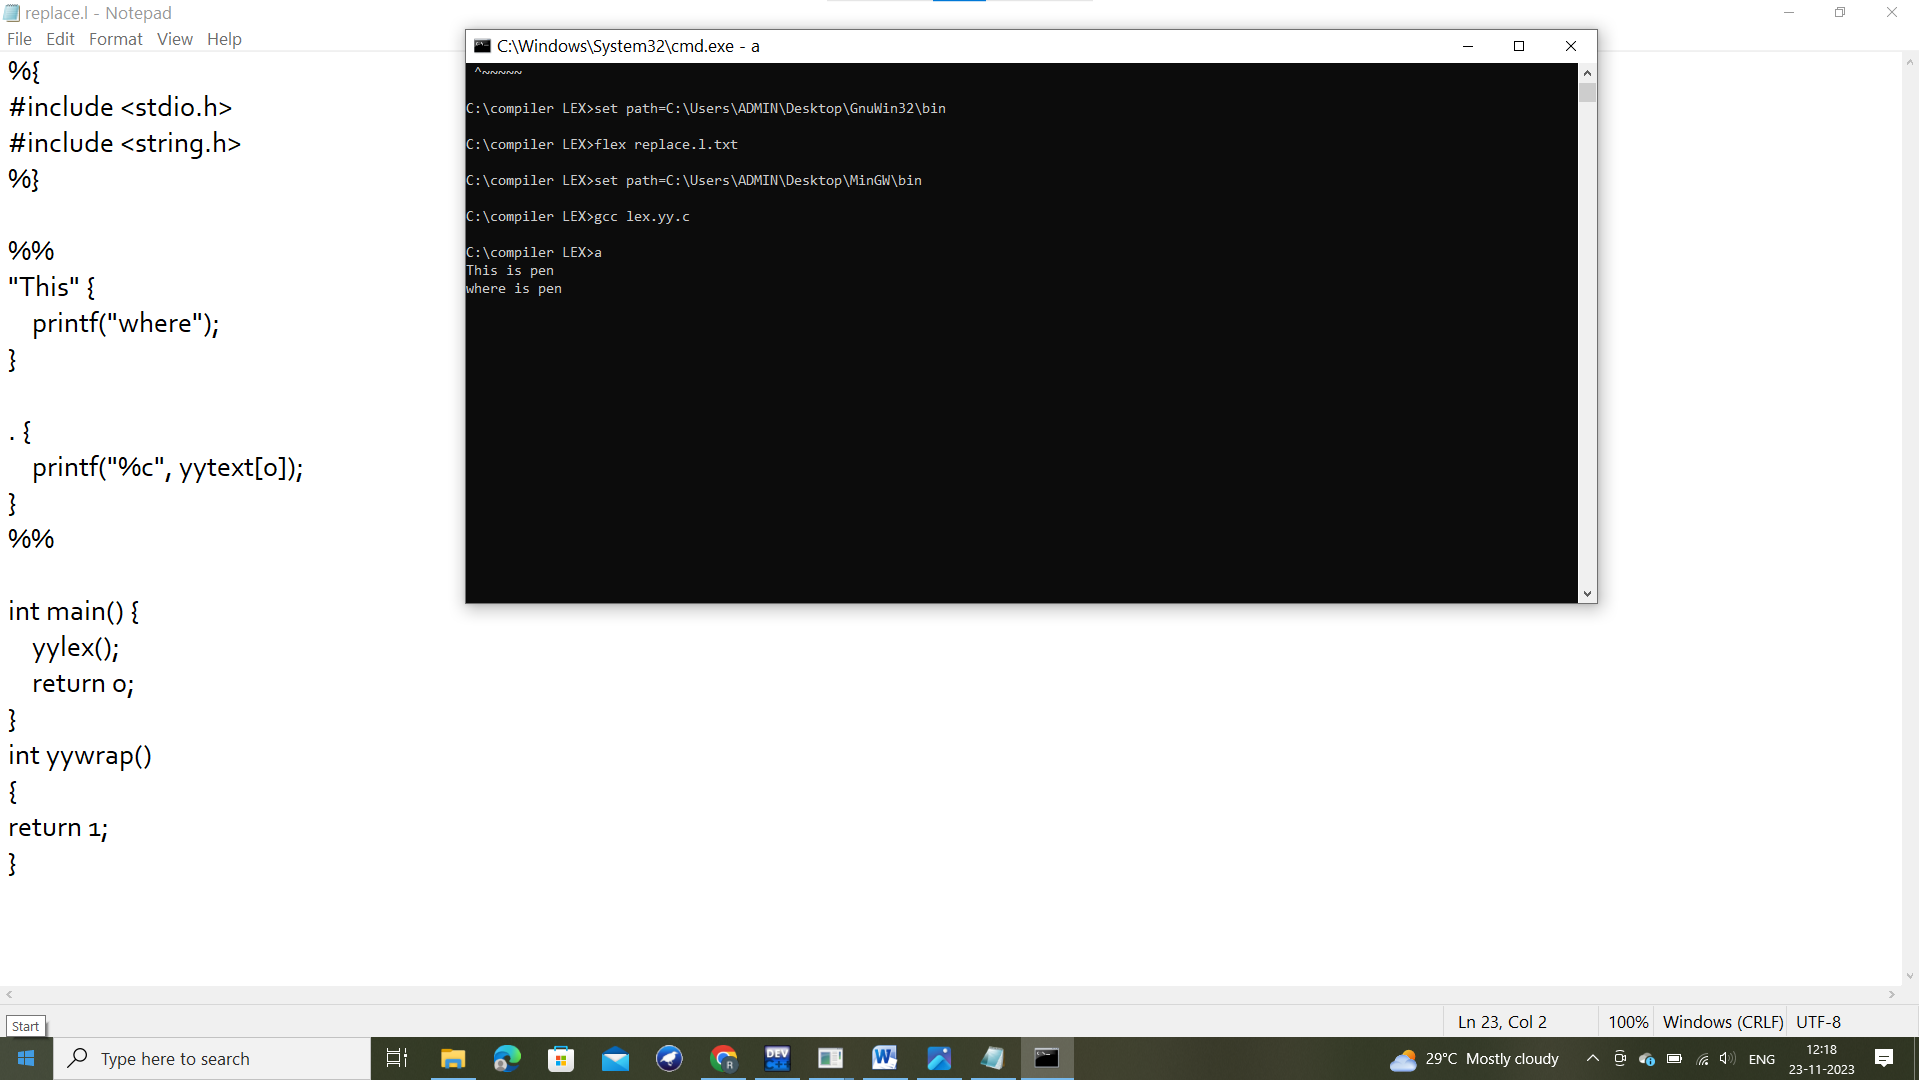 replace.l - Notepad
File Edit Format View Help
%{
#include <stdio.h>
#include <string.h>
%}
%%
"This" {
printf("where");
}
. {
printf("%c", yytext[0]);
}
%%
int main() {
yylex();
return 0;
}
int yywrap()
{
return 1;
}
C:\Windows\System32\cmd.exe - a
^~~~~~
C:\compiler LEX>set path=C:\Users\ADMIN\Desktop\GnuWin32\bin
C:\compiler LEX>flex replace.l.txt
C:\compiler LEX>set path=C:\Users\ADMIN\Desktop\MinGW\bin
C:\compiler LEX>gcc lex.yy.c
C:\compiler LEX>a
This is pen
where is pen
Ln 23, Col 2 100% Windows (CRLF) UTF-8
Start
Type here to search
DEV
C++
W
R
29°C Mostly cloudy
ENG
12:18
23-11-2023